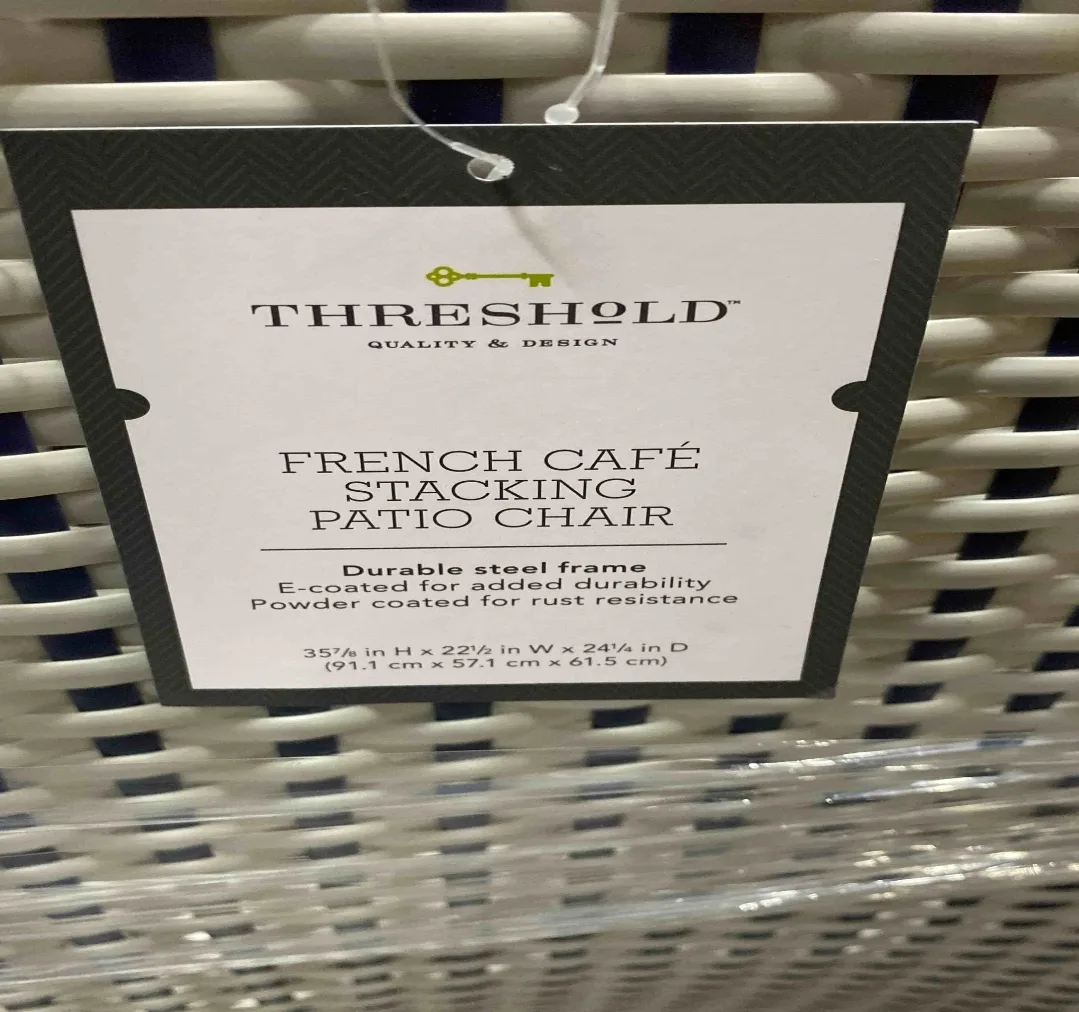 THRESHOLD™
QUALITY & DESIGN
FRENCH CAFÉ
STACKING
PATIO CHAIR
Durable steel frame
E-coated for added durability
Powder coated for rust resistance
35⅞ in H x 22½ in W x 24¼ in D
(91.1 cm x 57.1 cm x 61.5 cm)